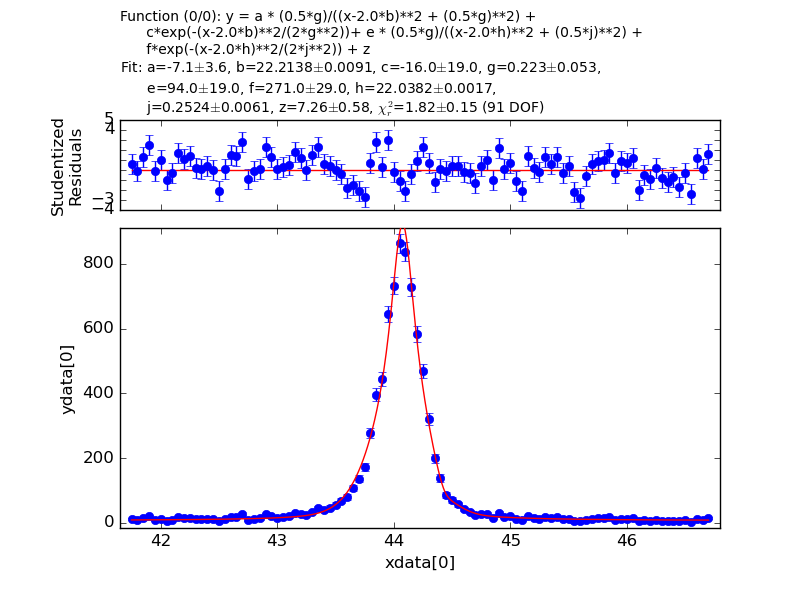 Function (0/0): y = a * (0.5*g)/((x-2.0*b)**2 + (0.5*g)**2) +
c*exp(-(x-2.0*b)**2/(2*g**2))+ e * (0.5*g)/((x-2.0*h)**2 + (0.5*j)**2) +
f*exp(-(x-2.0*h)**2/(2*j**2)) + z
Fit: a=-7.1±3.6, b=22.2138±0.0091, c=-16.0±19.0, g=0.223±0.053,
e=94.0±19.0, f=271.0±29.0, h=22.0382±0.0017,
j=0.2524±0.0061, z=7.26±0.58, χ²ᵣ=1.82±0.15 (91 DOF)
Studentized
Residuals
5
4
−3
−4
ydata[0]
800
600
400
200
0
42 43 44 45 46
xdata[0]